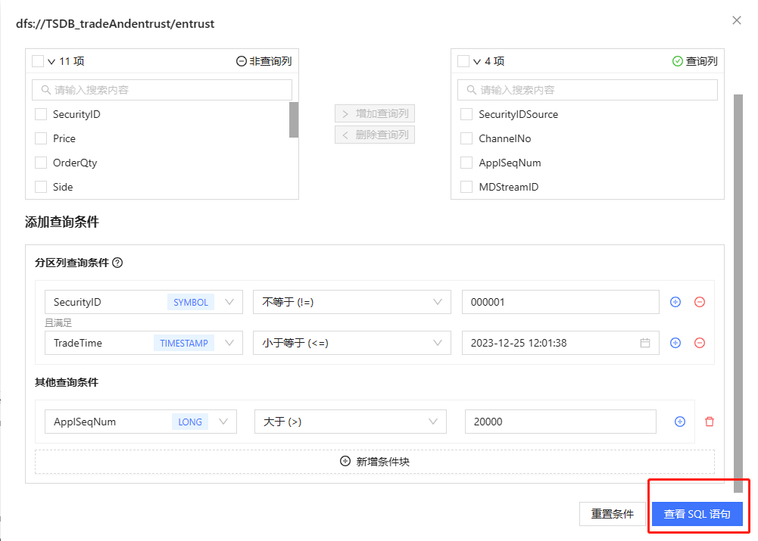 dfs://TSDB_tradeAndentrust/entrust
11 项 非查询列
4 项 查询列
请输入搜索内容
请输入搜索内容
SecurityID
Price
OrderQty
Side
增加查询列
删除查询列
SecurityIDSource
ChannelNo
ApplSeqNum
MDStreamID
添加查询条件
分区列查询条件
SecurityID SYMBOL 不等于 (!=) 000001
且满足
TradeTime TIMESTAMP 小于等于 (<=) 2023-12-25 12:01:38
其他查询条件
ApplSeqNum LONG 大于 (>) 20000
新增条件块
重置条件 查看 SQL 语句